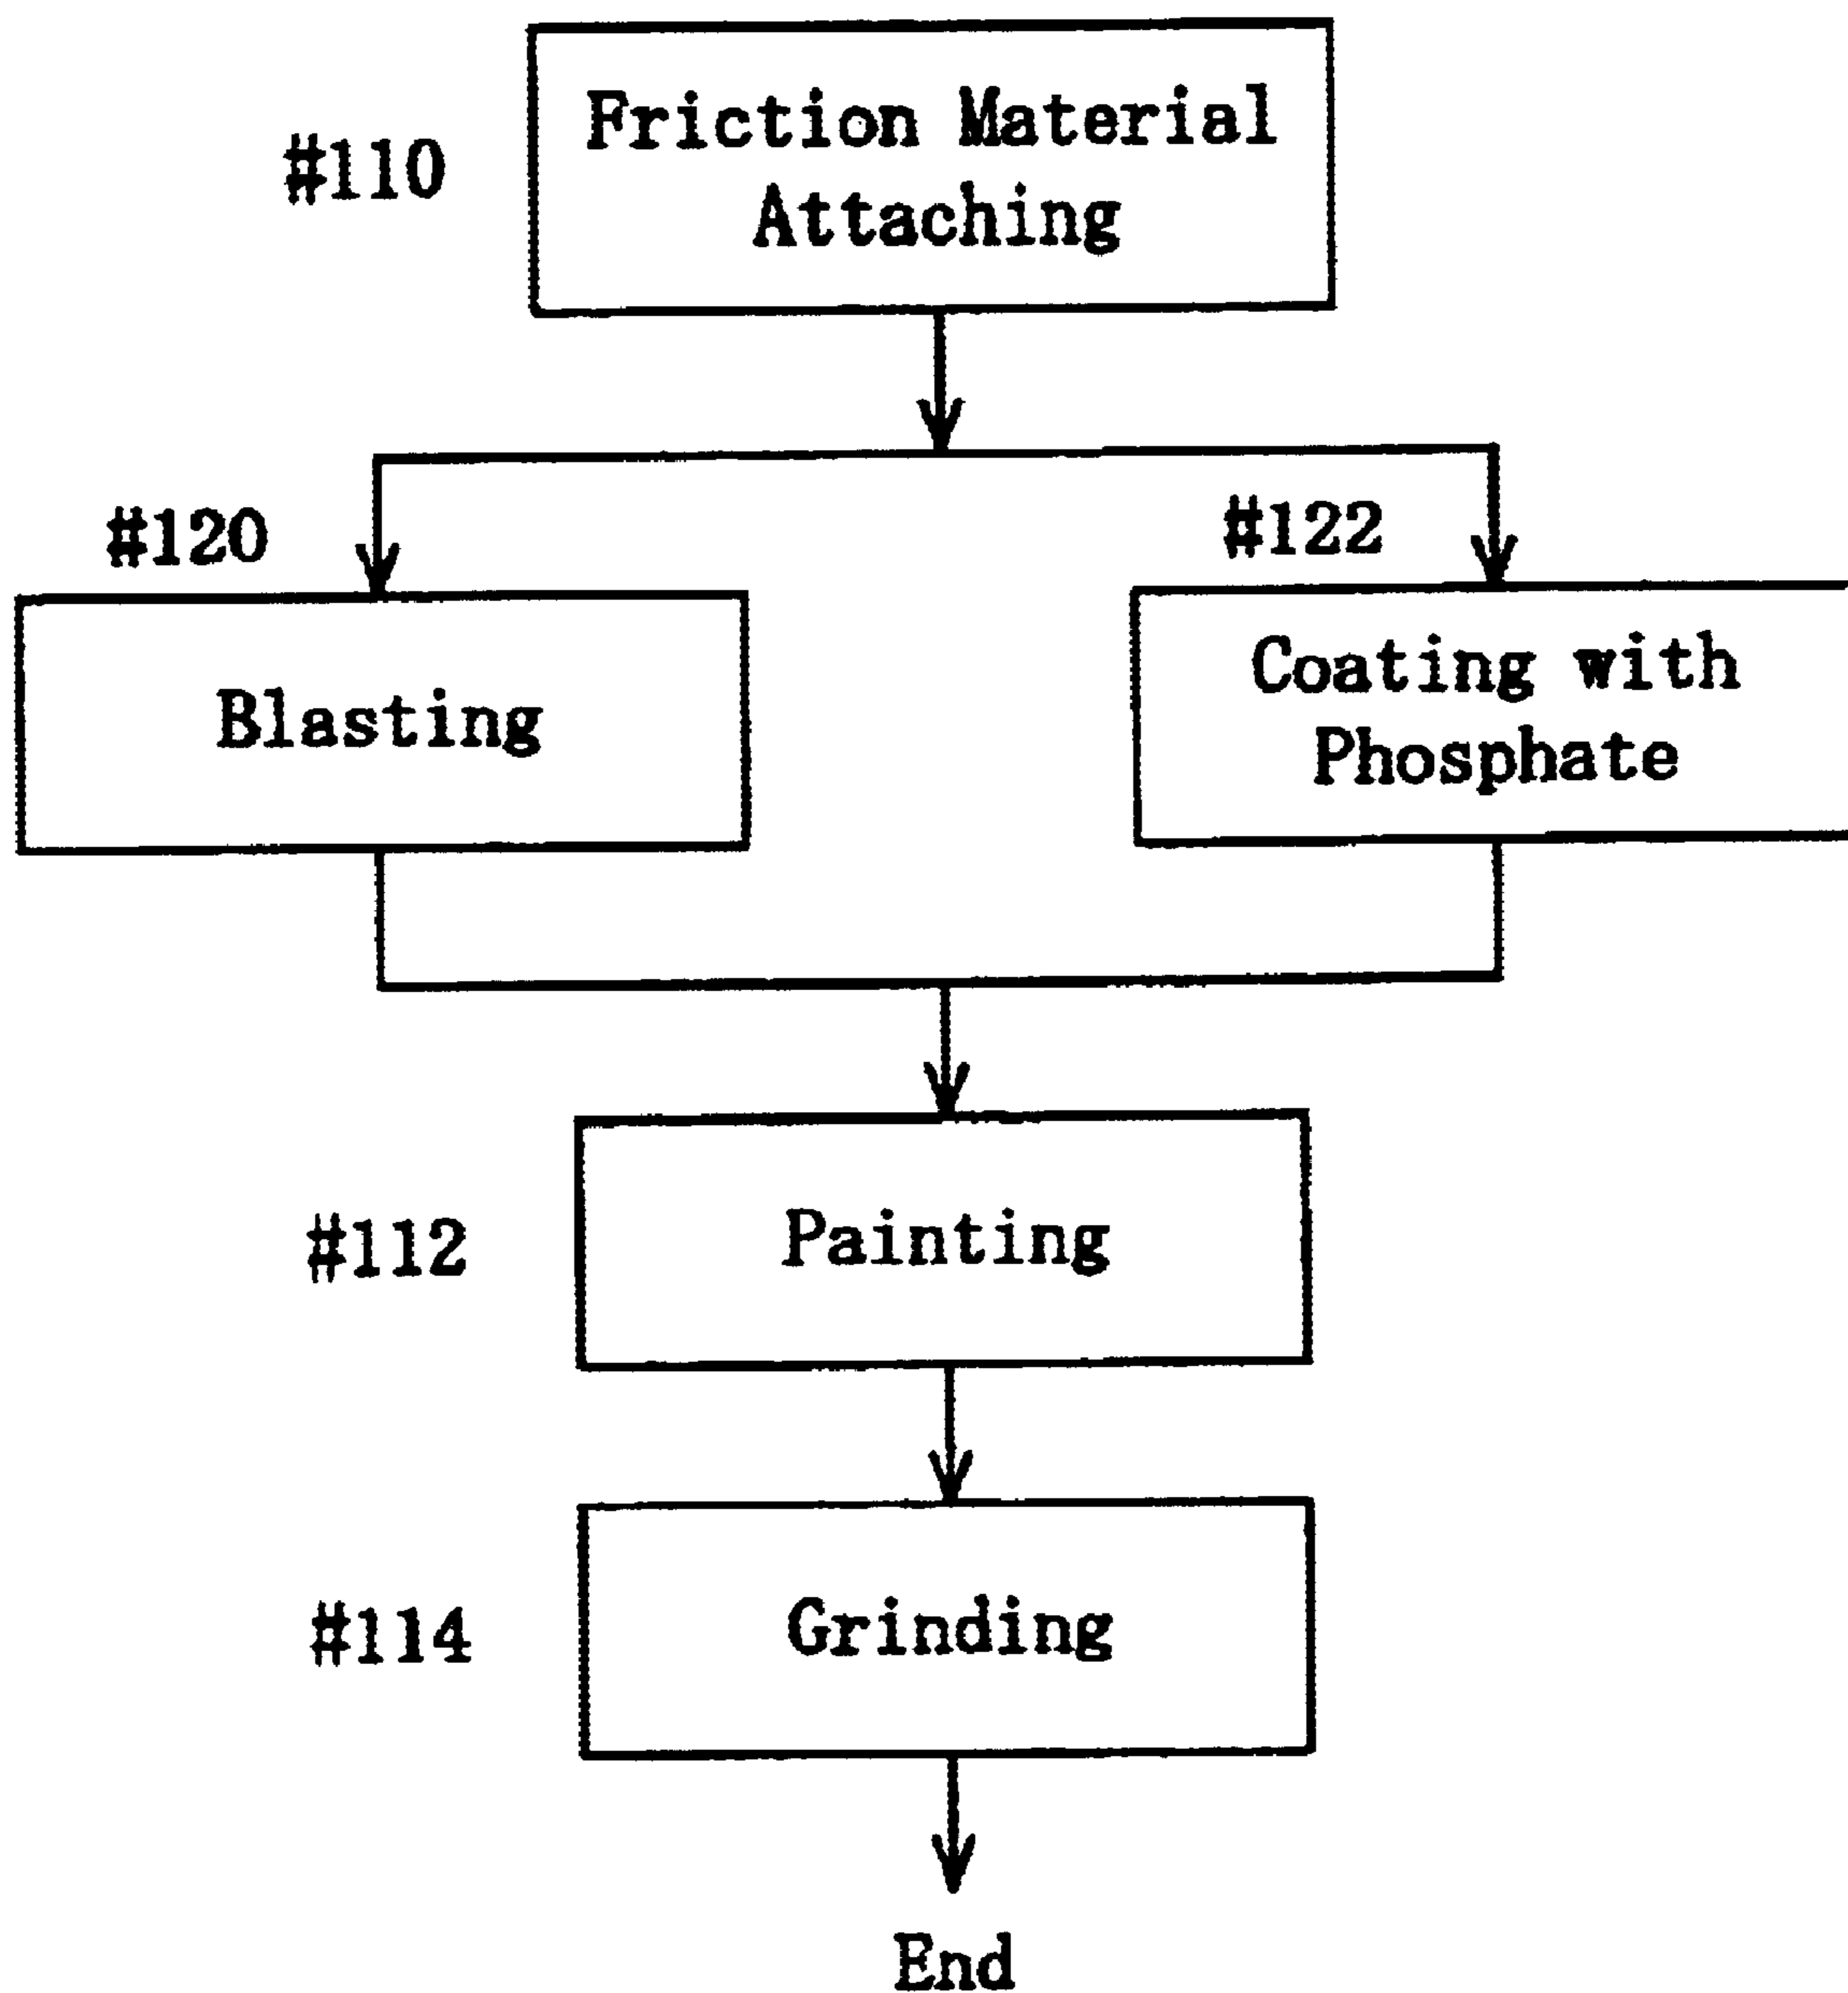 #110
Friction Material
Attaching
#120
#122
Blasting
Coating with
Phosphate
#112
Painting
#114
Grinding
End